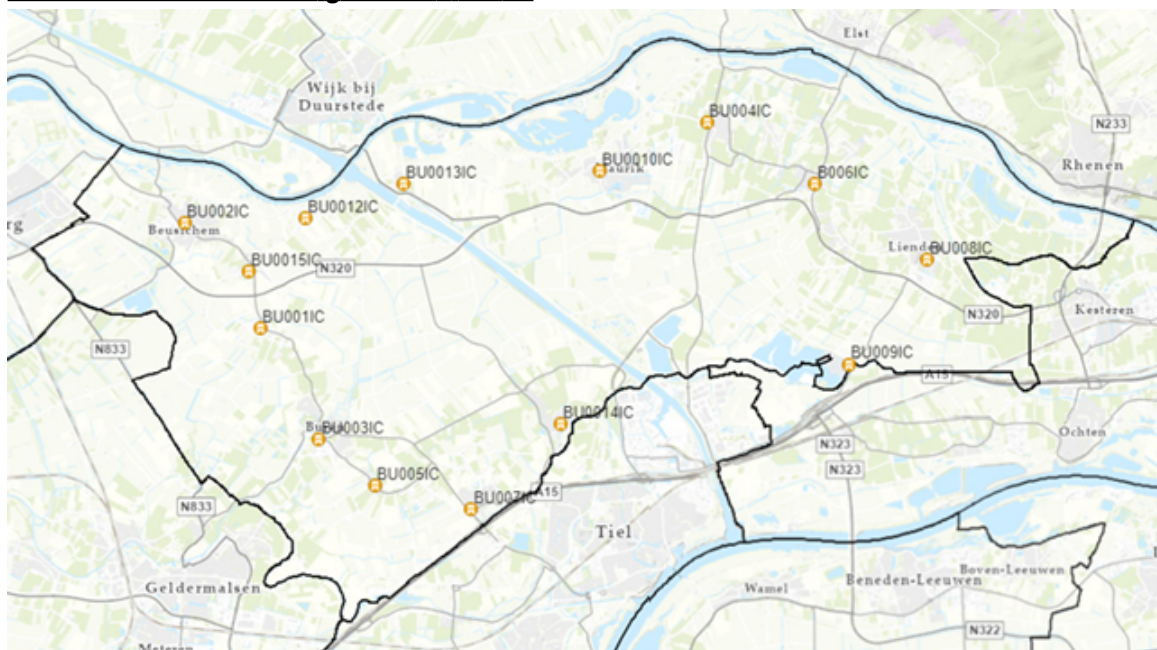 Elst
Wijk bij
Duurstede
BU004IC
N233
BU0010IC
Rhenen
BU0013IC
B006IC
BU002IC
BU0012IC
Beusichem
BU008IC
BU0015IC
N320
N320
Kesteren
BU001IC
N833
BU009IC
A15
BU0014IC
BU003IC
Ochten
N323
N323
BU005IC
BU007IC
A15
N833
Tiel
Geldermalsen
Wamel
Beneden-Leeuwen
Boven-Leeuwen
N322